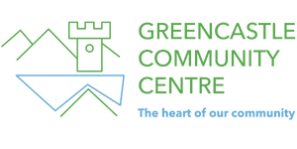 GREENCASTLE
COMMUNITY
CENTRE
The heart of our community